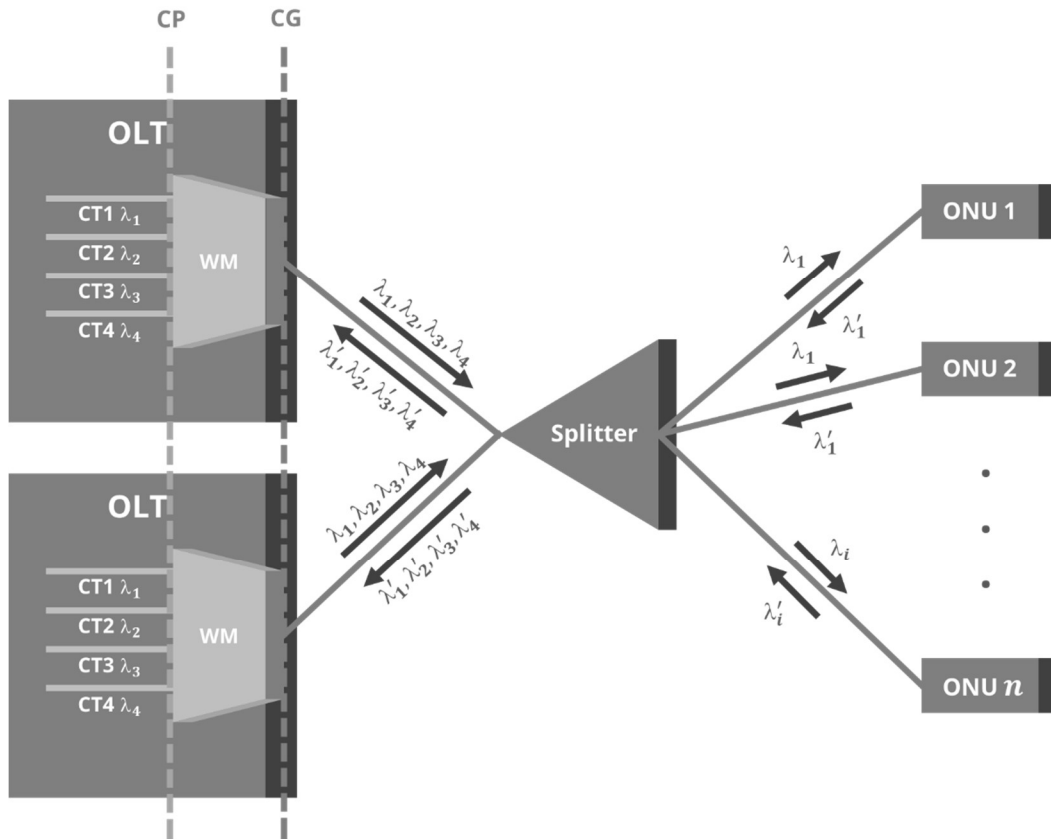 CP
CG
OLT
CT1 λ₁
CT2 λ₂
CT3 λ₃
CT4 λ₄
WM
λ₁, λ₂, λ₃, λ₄
λ′₁, λ′₂, λ′₃, λ′₄
OLT
CT1 λ₁
CT2 λ₂
CT3 λ₃
CT4 λ₄
WM
λ₁, λ₂, λ₃, λ₄
λ′₁, λ′₂, λ′₃, λ′₄
Splitter
λ₁
λ′₁
ONU 1
λ₁
λ′₁
ONU 2
λᵢ
λ′ᵢ
ONU n